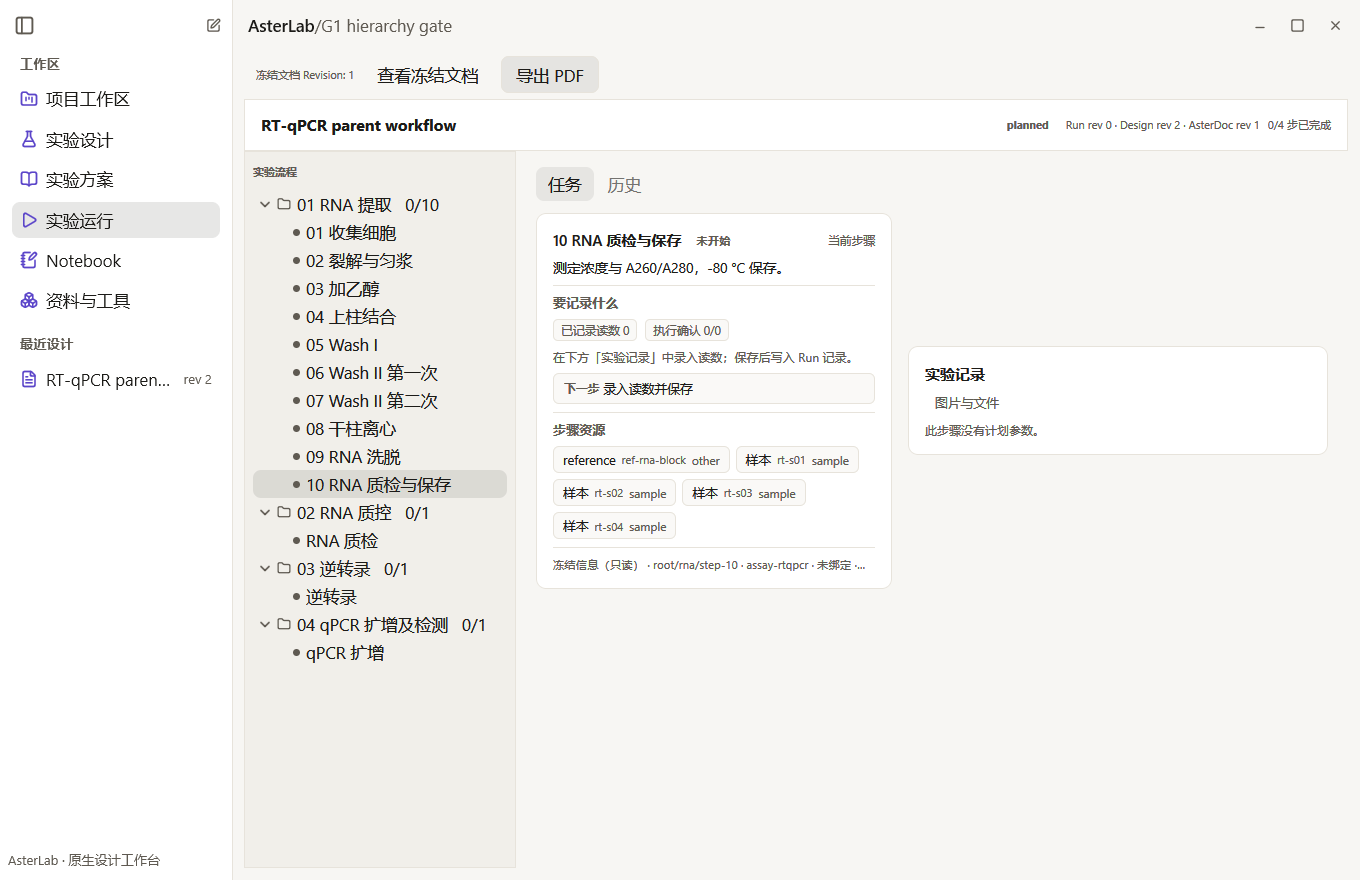 AsterLab/G1 hierarchy gate
工作区
项目工作区
实验设计
实验方案
实验运行
Notebook
资料与工具
最近设计
RT-qPCR paren... rev 2
AsterLab · 原生设计工作台
冻结文档 Revision: 1 查看冻结文档 导出 PDF
RT-qPCR parent workflow planned Run rev 0 · Design rev 2 · AsterDoc rev 1 0/4 步已完成
实验流程
01 RNA 提取 0/10
01 收集细胞
02 裂解与匀浆
03 加乙醇
04 上柱结合
05 Wash I
06 Wash II 第一次
07 Wash II 第二次
08 干柱离心
09 RNA 洗脱
10 RNA 质检与保存
02 RNA 质控 0/1
RNA 质检
03 逆转录 0/1
逆转录
04 qPCR 扩增及检测 0/1
qPCR 扩增
任务 历史
10 RNA 质检与保存 未开始 当前步骤
测定浓度与 A260/A280，-80 °C 保存。
要记录什么
已记录读数 0 执行确认 0/0
在下方「实验记录」中录入读数；保存后写入 Run 记录。
下一步 录入读数并保存
步骤资源
reference ref-rna-block other 样本 rt-s01 sample
样本 rt-s02 sample 样本 rt-s03 sample
样本 rt-s04 sample
冻结信息（只读） · root/rna/step-10 · assay-rtqpcr · 未绑定 ·...
实验记录
图片与文件
此步骤没有计划参数。